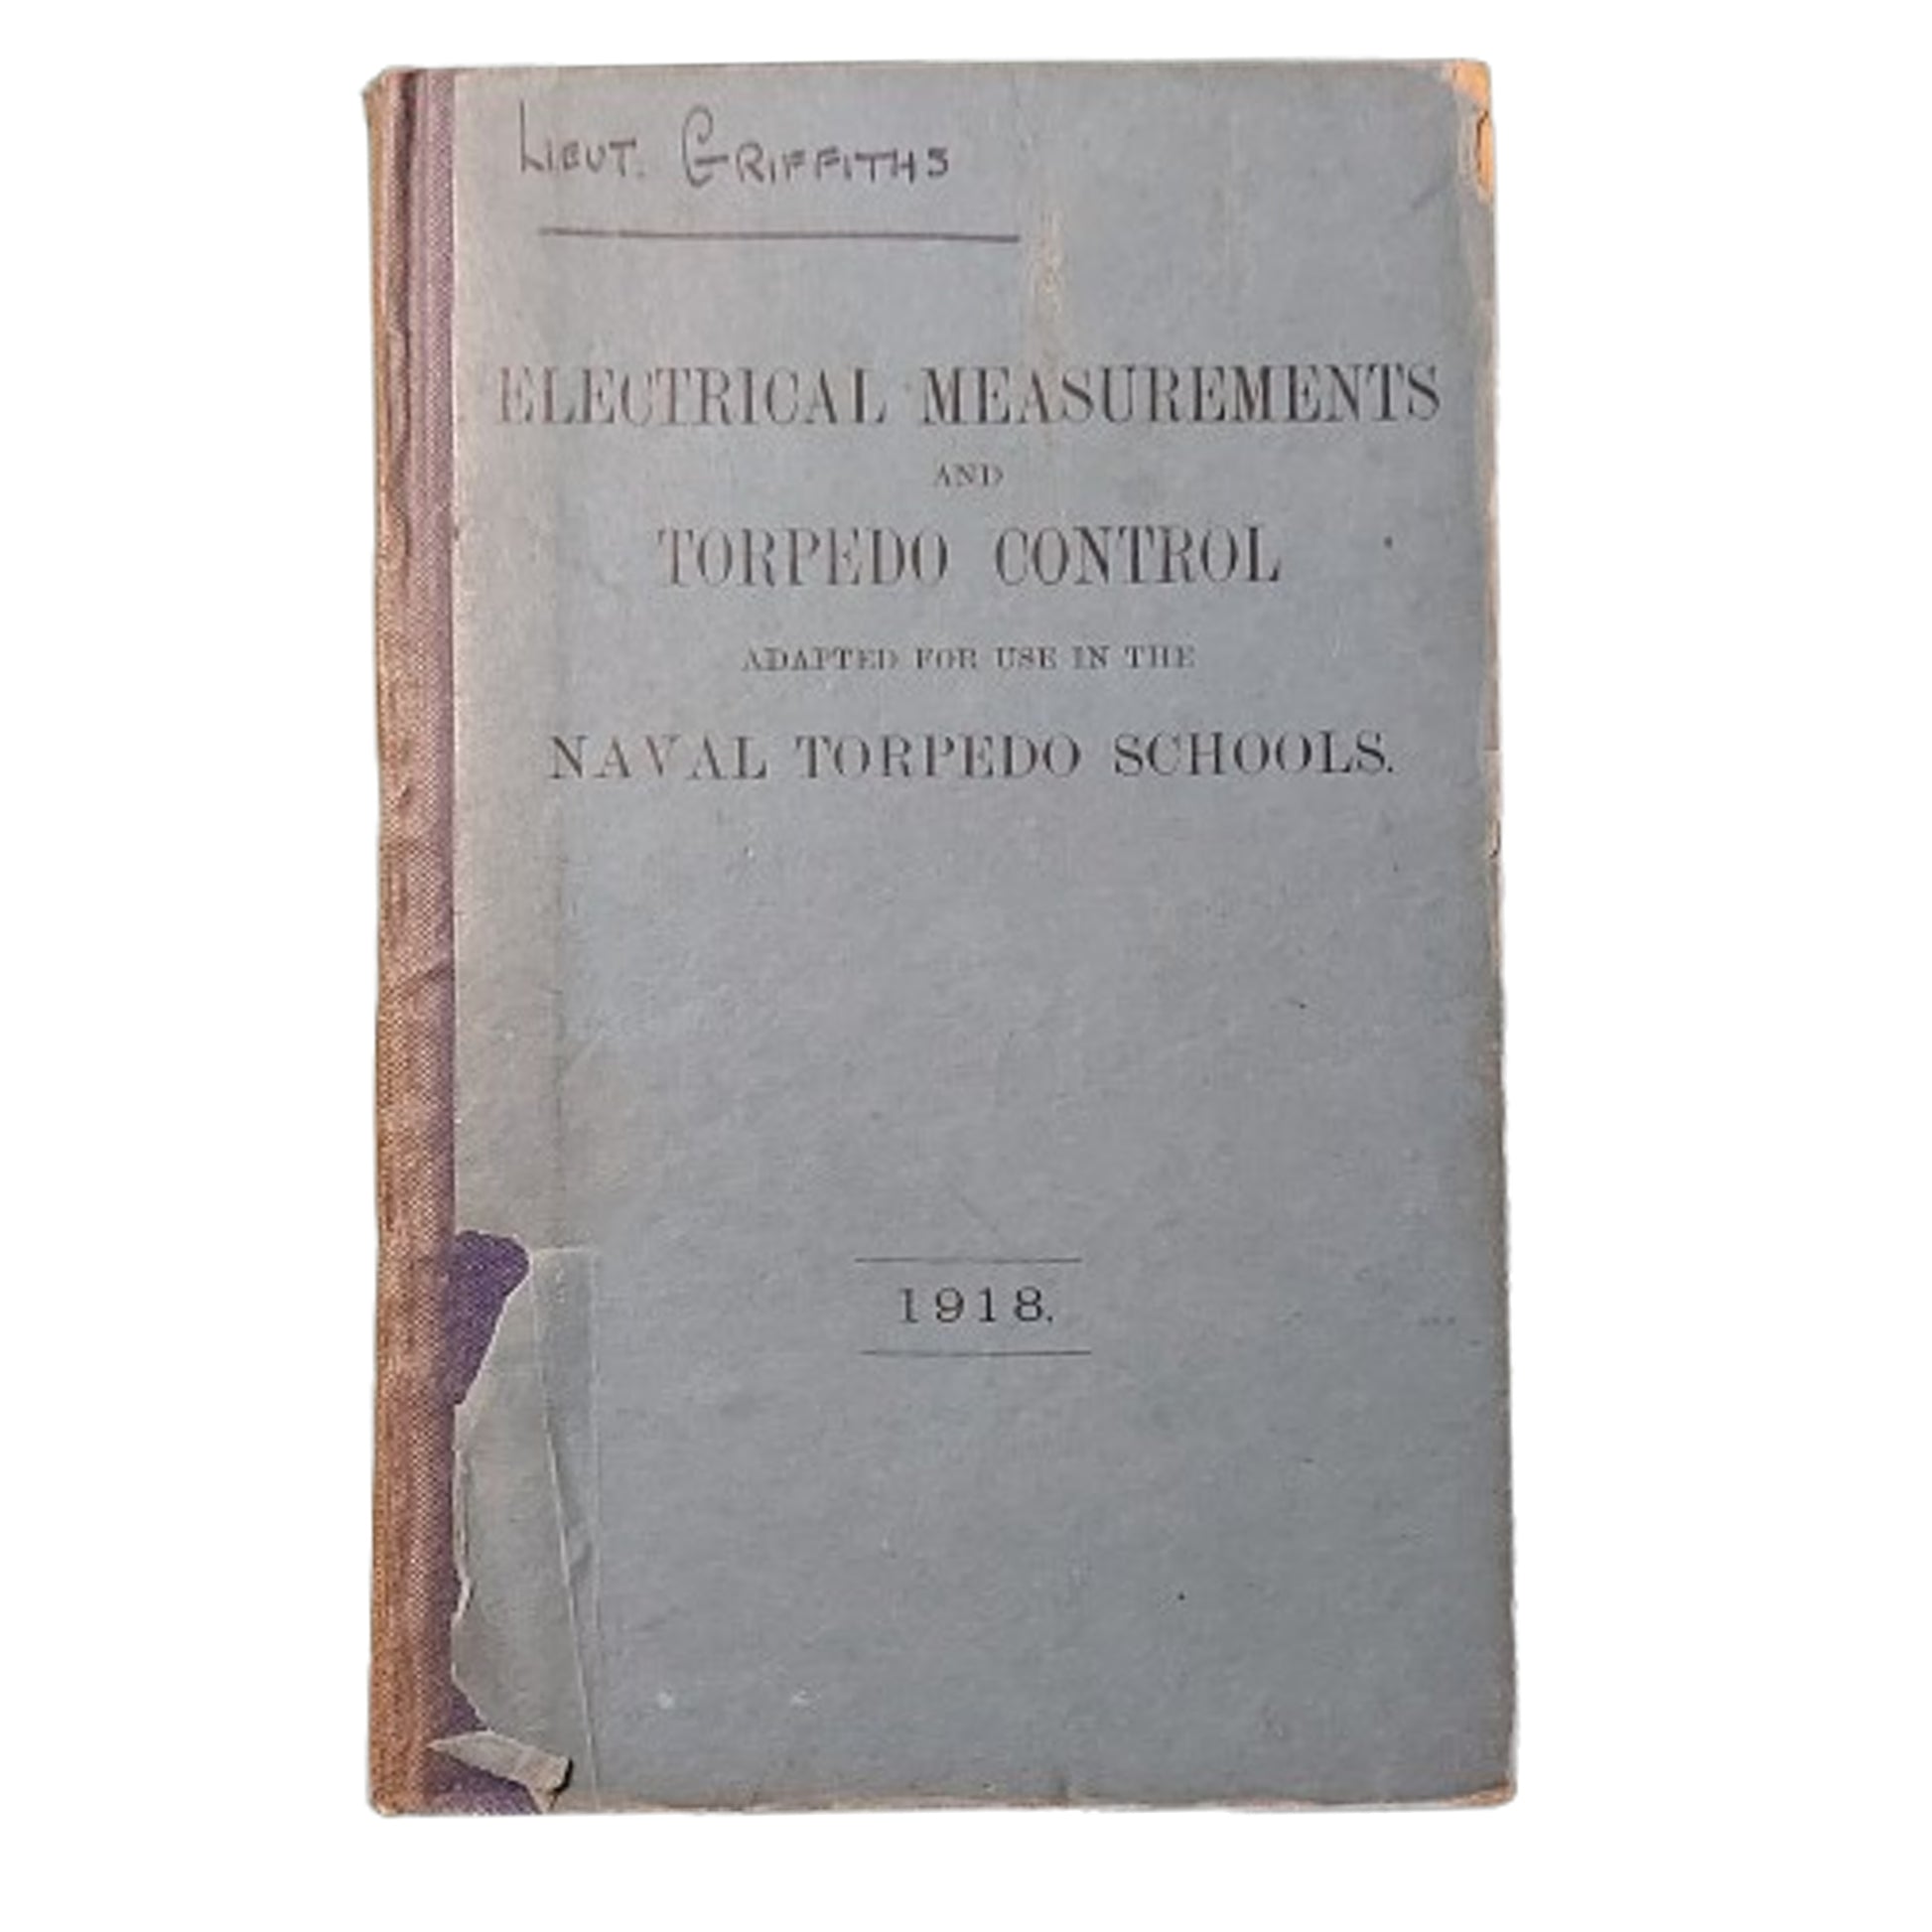 LIEUT. GRIFFITHS
ELECTRICAL MEASUREMENTS
AND
TORPEDO CONTROL
ADAPTED FOR USE IN THE
NAVAL TORPEDO SCHOOLS.
1918.